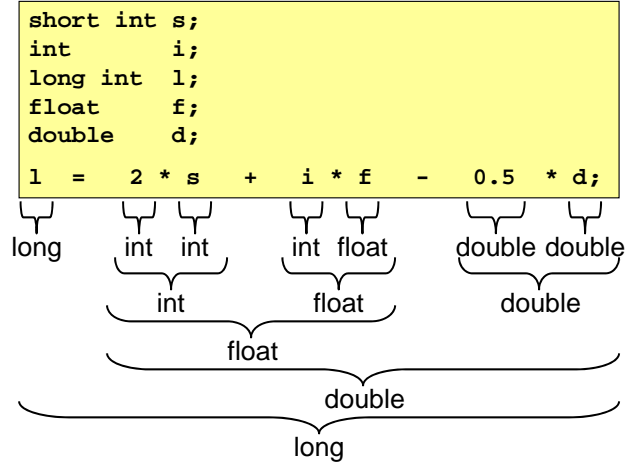 short int s;
int i;
long int l;
float f;
double d;
l = 2 * s + i * f - 0.5 * d;
long int int int float double double
int float double
float
double
long